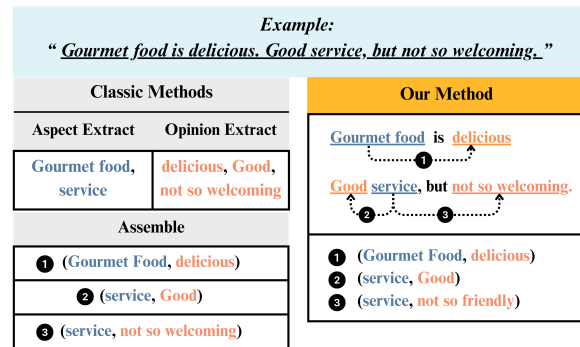 Example:
“ Gourmet food is delicious. Good service, but not so welcoming. ”
Classic Methods
Aspect Extract
Opinion Extract
Gourmet food,
service
delicious, Good,
not so welcoming
Assemble
1 (Gourmet Food, delicious)
2 (service, Good)
3 (service, not so welcoming)
Our Method
Gourmet food is delicious
1
Good service, but not so welcoming.
2 3
1 (Gourmet Food, delicious)
2 (service, Good)
3 (service, not so friendly)